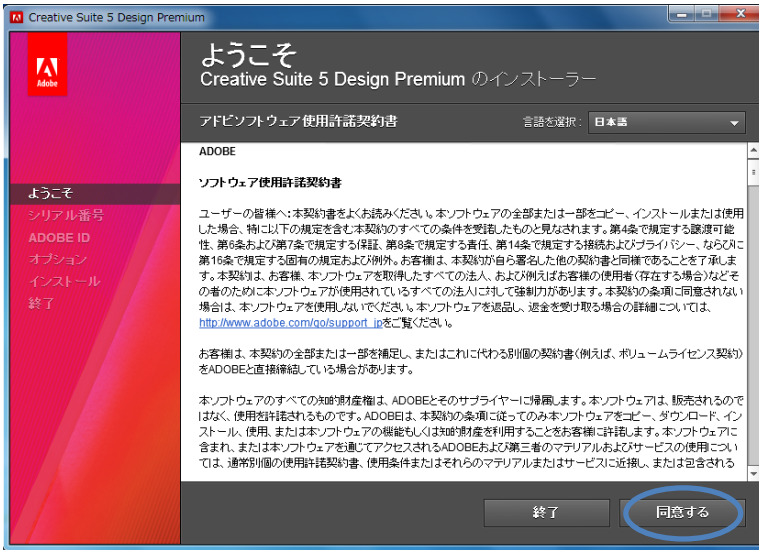 Creative Suite 5 Design Premium
Adobe
ようこそ
Creative Suite 5 Design Premium のインストーラー
アドビソフトウェア使用許諾契約書
言語を選択: 日本語
ようこそ
シリアル番号
ADOBE ID
オプション
インストール
終了
ADOBE
ソフトウェア使用許諾契約書
ユーザーの皆様へ：本契約書をよくお読みください。本ソフトウェアの全部または一部をコピー、インストールまたは使用
した場合、特に以下の規定を含む本契約のすべての条件を受諾したものと見なされます。第4条で規定する譲渡可能
性、第6条および第7条で規定する保証、第8条で規定する責任、第14条で規定する接続およびプライバシー、ならびに
第16条で規定する固有の規定および例外。お客様は、本契約が自ら署名した他の契約書と同様であることを了承しま
す。本契約は、お客様、本ソフトウェアを取得したすべての法人、および例えばお客様の使用者(存在する場合)などそ
の者のために本ソフトウェアが使用されているすべての法人に対して強制力があります。本契約の条項に同意されない
場合は、本ソフトウェアを使用しないでください。本ソフトウェアを返品し、返金を受け取る場合の詳細については、
http://www.adobe.com/go/support_jpをご覧ください。
お客様は、本契約の全部または一部を補足し、またはこれに代わる別個の契約書(例えば、ボリュームライセンス契約)
をADOBEと直接締結している場合があります。
本ソフトウェアのすべての知的財産権は、ADOBEとそのサプライヤーに帰属します。本ソフトウェアは、販売されるので
はなく、使用を許諾されるものです。ADOBEは、本契約の条項に従ってのみ本ソフトウェアをコピー、ダウンロード、イン
ストール、使用、または本ソフトウェアの機能もしくは知的財産を利用することをお客様に許諾します。本ソフトウェアに
含まれ、または本ソフトウェアを通じてアクセスされるADOBEおよび第三者のマテリアルおよびサービスの使用につい
ては、通常別個の使用許諾契約書、使用条件またはそれらのマテリアルまたはサービスに近接し、または包含される
終了
同意する